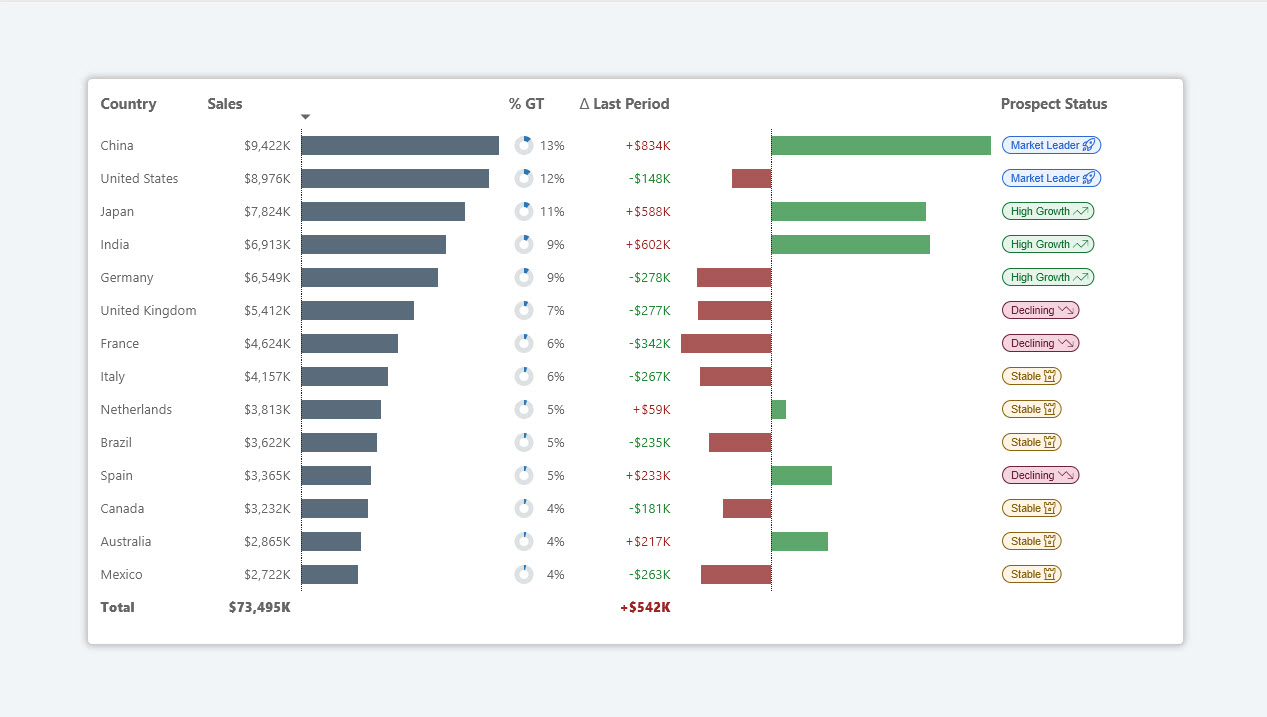 Country Sales % GT Δ Last Period Prospect Status
China $9,422K 13% +$834K Market Leader
United States $8,976K 12% -$148K Market Leader
Japan $7,824K 11% +$588K High Growth
India $6,913K 9% +$602K High Growth
Germany $6,549K 9% -$278K High Growth
United Kingdom $5,412K 7% -$277K Declining
France $4,624K 6% -$342K Declining
Italy $4,157K 6% -$267K Stable
Netherlands $3,813K 5% +$59K Stable
Brazil $3,622K 5% -$235K Stable
Spain $3,365K 5% +$233K Declining
Canada $3,232K 4% -$181K Stable
Australia $2,865K 4% +$217K Stable
Mexico $2,722K 4% -$263K Stable
Total $73,495K +$542K